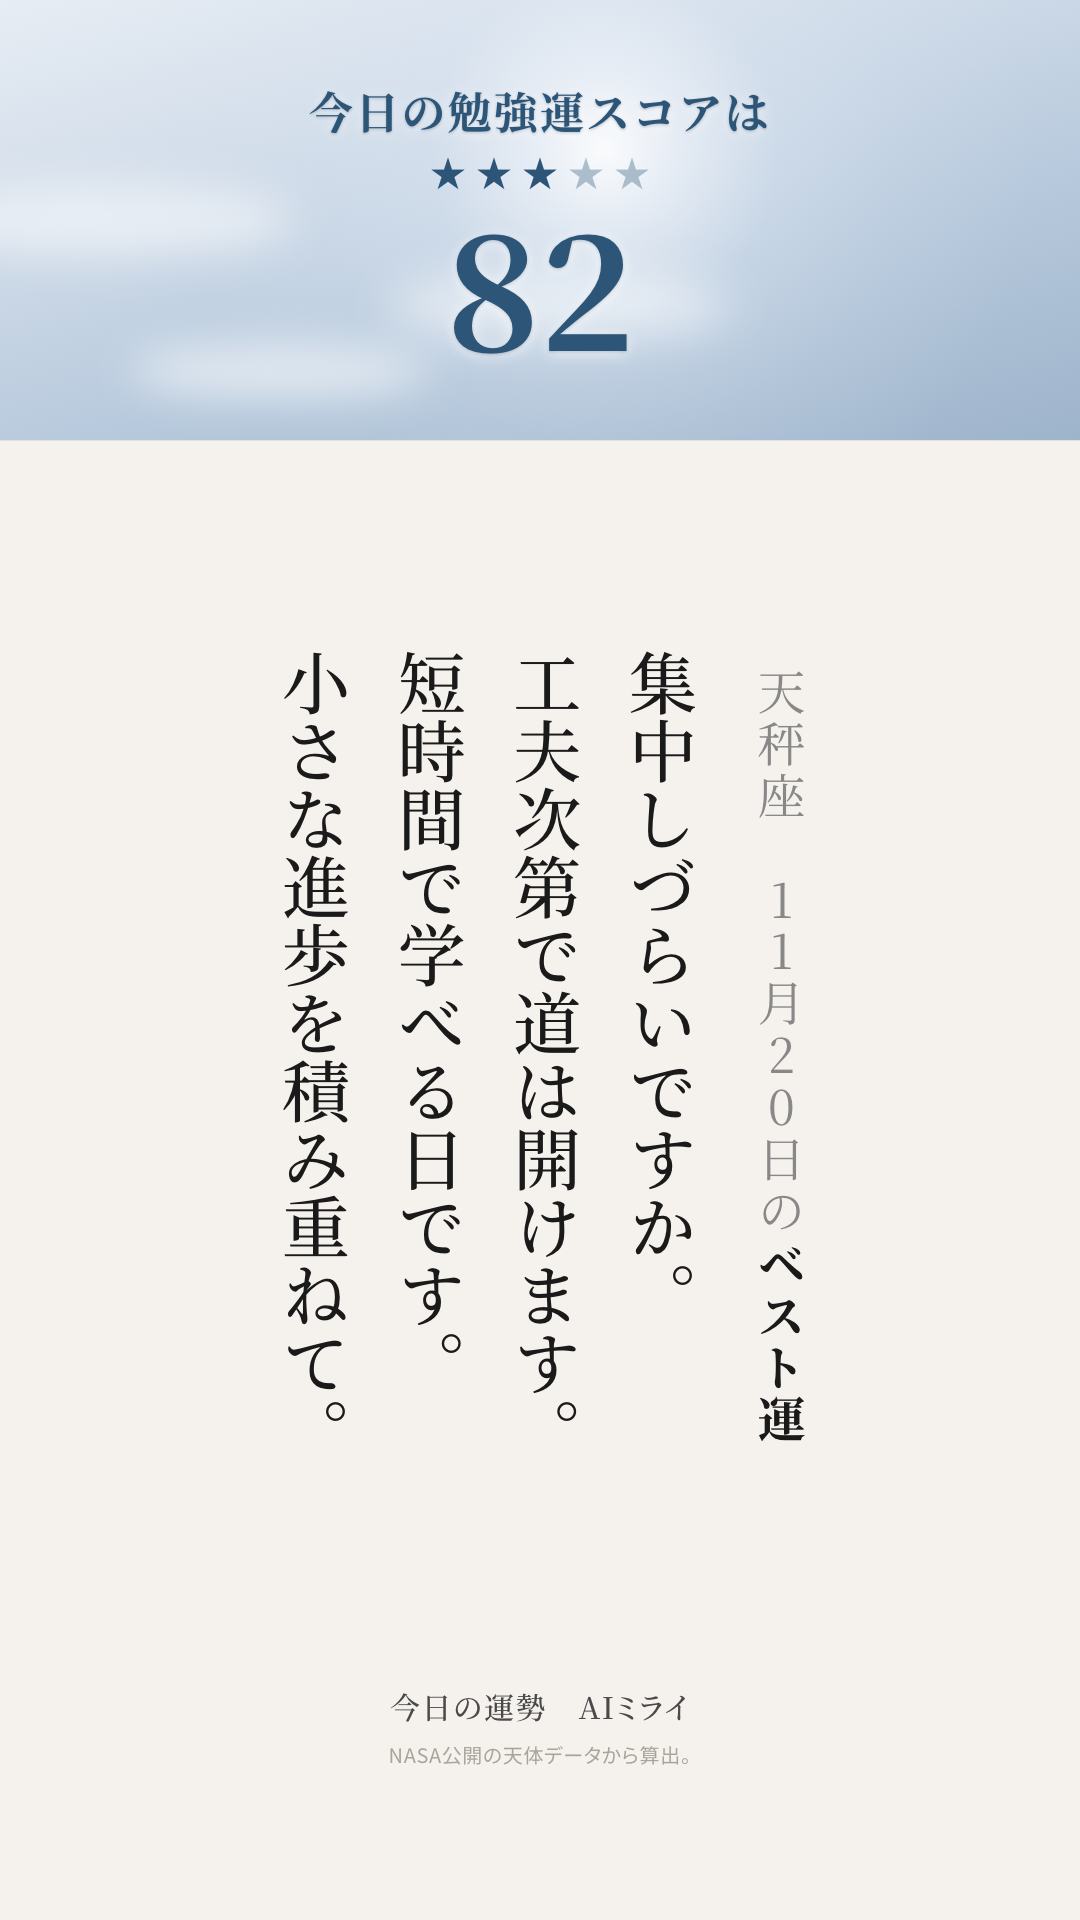 今日の勉強運スコアは
★★★★★
82
天秤座　11月20日のベスト運
集中しづらいですか。
工夫次第で道は開けます。
短時間で学べる日です。
小さな進歩を積み重ねて。
今日の運勢　AIミライ
NASA公開の天体データから算出。